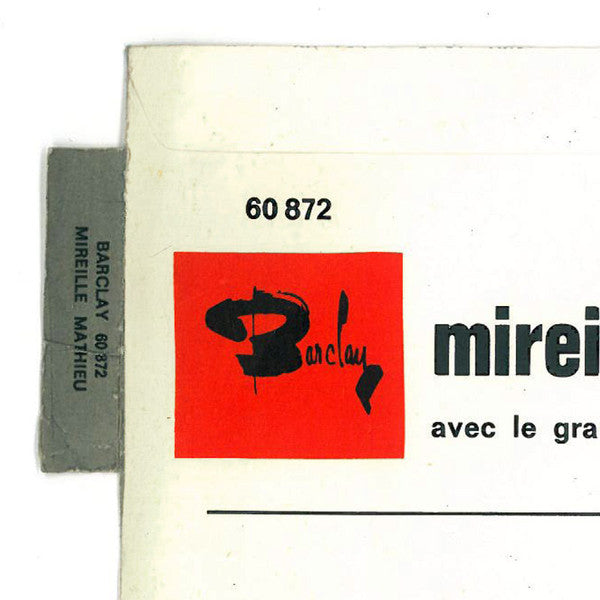 60 872
BARCLAY 60 872
MIREILLE MATHIEU
Barclay
mirei
avec le gra